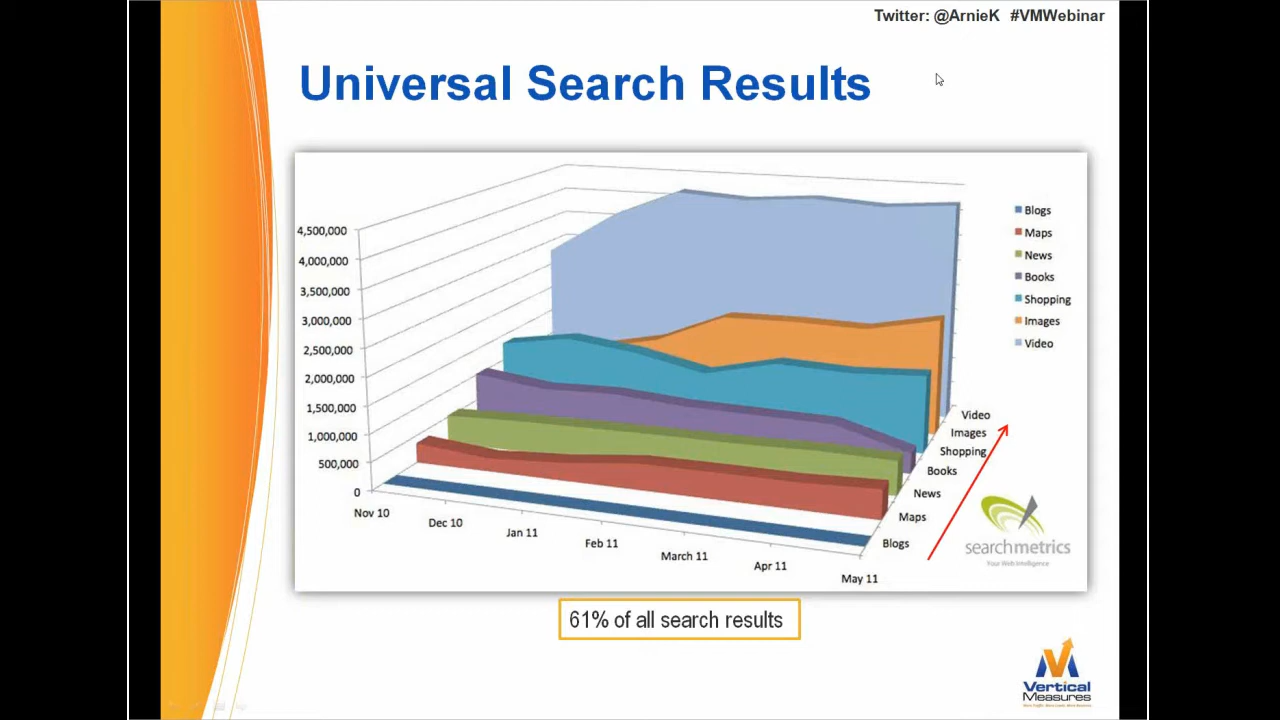 Twitter: @ArnieK #VMWebinar
Universal Search Results
4,500,000
4,000,000
3,500,000
3,000,000
2,500,000
2,000,000
1,500,000
1,000,000
500,000
0
Nov 10
Dec 10
Jan 11
Feb 11
March 11
Apr 11
May 11
Blogs
Maps
News
Books
Shopping
Images
Video
Video
Images
Shopping
Books
News
Maps
Blogs
searchmetrics
Your Web Intelligence
61% of all search results
Vertical
Measures